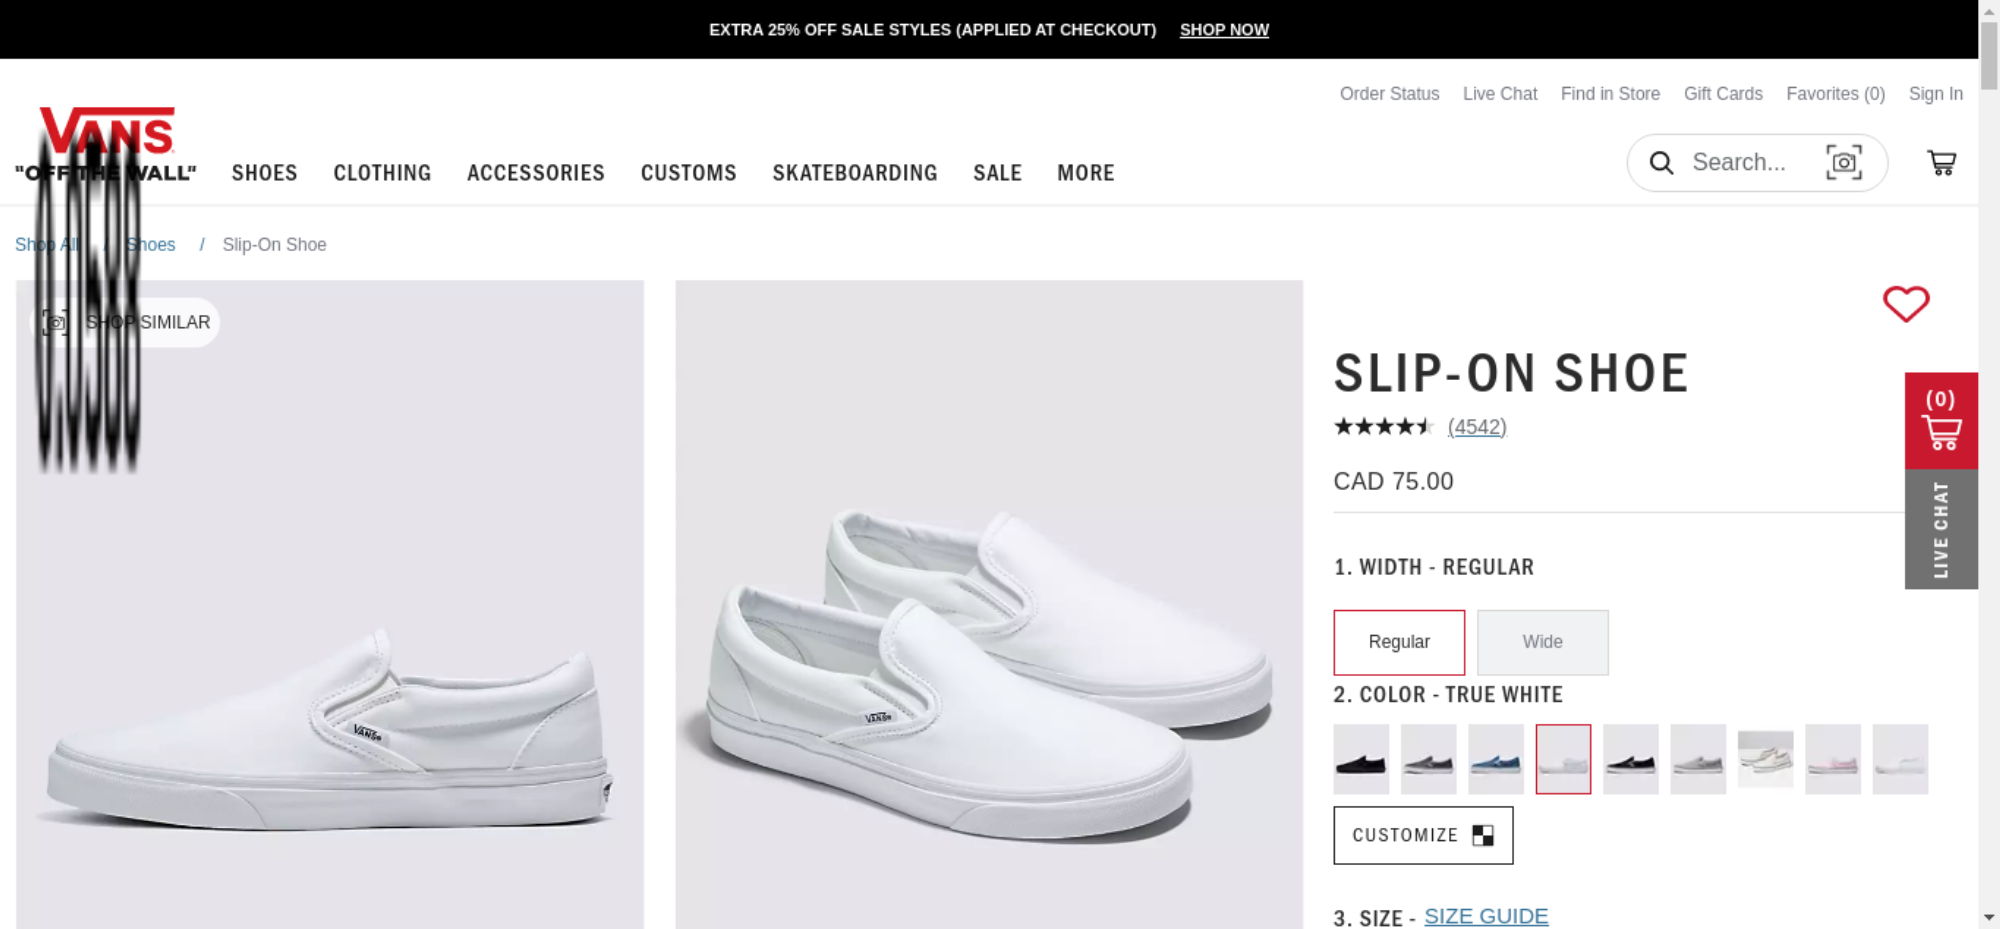 EXTRA 25% OFF SALE STYLES (APPLIED AT CHECKOUT) SHOP NOW
Order Status Live Chat Find in Store Gift Cards Favorites (0) Sign In
VANS
"OFF THE WALL"
SHOES CLOTHING ACCESSORIES CUSTOMS SKATEBOARDING SALE MORE
Search...
Shop All / Shoes / Slip-On Shoe
SHOP SIMILAR
SLIP-ON SHOE
(4542)
CAD 75.00
(0)
LIVE CHAT
1. WIDTH - REGULAR
Regular Wide
2. COLOR - TRUE WHITE
CUSTOMIZE
3. SIZE - SIZE GUIDE
VANS
VANS